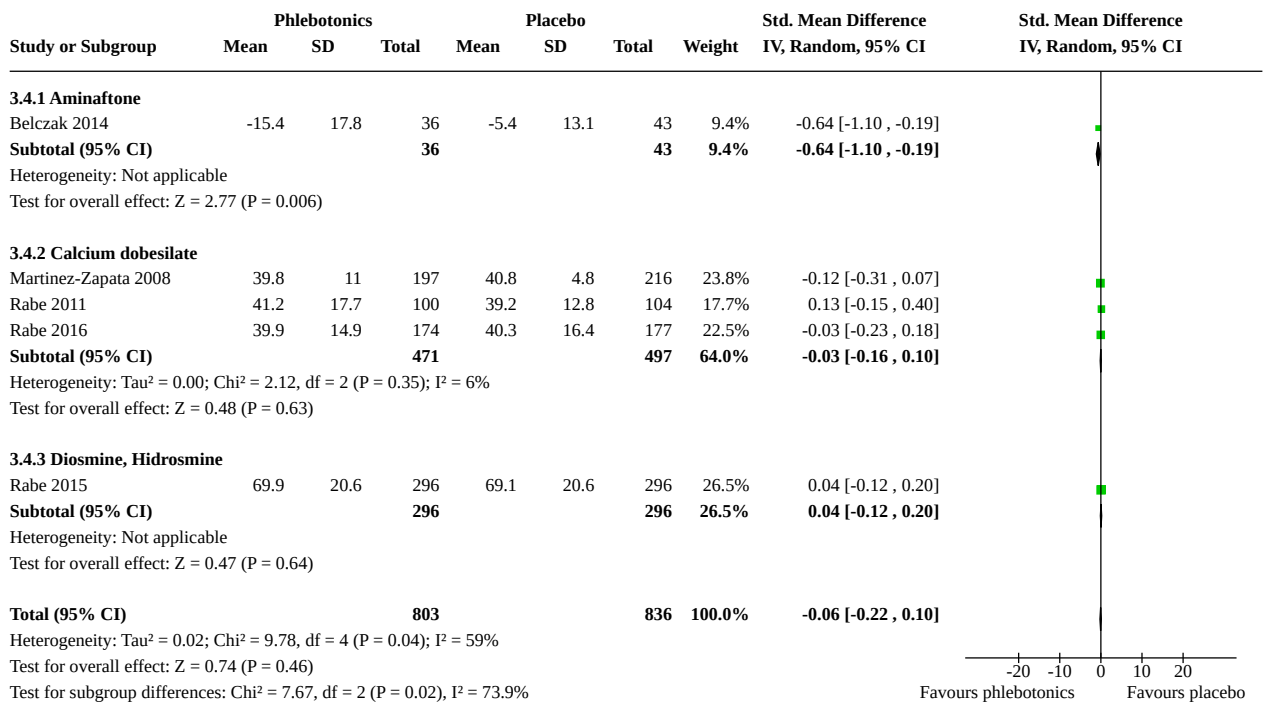 Phlebotonics Placebo Std. Mean Difference Std. Mean Difference
Study or Subgroup Mean SD Total Mean SD Total Weight IV, Random, 95% CI IV, Random, 95% CI
3.4.1 Aminaftone
Belczak 2014 -15.4 17.8 36 -5.4 13.1 43 9.4% -0.64 [-1.10 , -0.19]
Subtotal (95% CI) 36 43 9.4% -0.64 [-1.10 , -0.19]
Heterogeneity: Not applicable
Test for overall effect: Z = 2.77 (P = 0.006)
3.4.2 Calcium dobesilate
Martinez-Zapata 2008 39.8 11 197 40.8 4.8 216 23.8% -0.12 [-0.31 , 0.07]
Rabe 2011 41.2 17.7 100 39.2 12.8 104 17.7% 0.13 [-0.15 , 0.40]
Rabe 2016 39.9 14.9 174 40.3 16.4 177 22.5% -0.03 [-0.23 , 0.18]
Subtotal (95% CI) 471 497 64.0% -0.03 [-0.16 , 0.10]
Heterogeneity: Tau² = 0.00; Chi² = 2.12, df = 2 (P = 0.35); I² = 6%
Test for overall effect: Z = 0.48 (P = 0.63)
3.4.3 Diosmine, Hidrosmine
Rabe 2015 69.9 20.6 296 69.1 20.6 296 26.5% 0.04 [-0.12 , 0.20]
Subtotal (95% CI) 296 296 26.5% 0.04 [-0.12 , 0.20]
Heterogeneity: Not applicable
Test for overall effect: Z = 0.47 (P = 0.64)
Total (95% CI) 803 836 100.0% -0.06 [-0.22 , 0.10]
Heterogeneity: Tau² = 0.02; Chi² = 9.78, df = 4 (P = 0.04); I² = 59%
Test for overall effect: Z = 0.74 (P = 0.46)
-20 -10 0 10 20
Test for subgroup differences: Chi² = 7.67, df = 2 (P = 0.02), I² = 73.9%
Favours phlebotonics Favours placebo